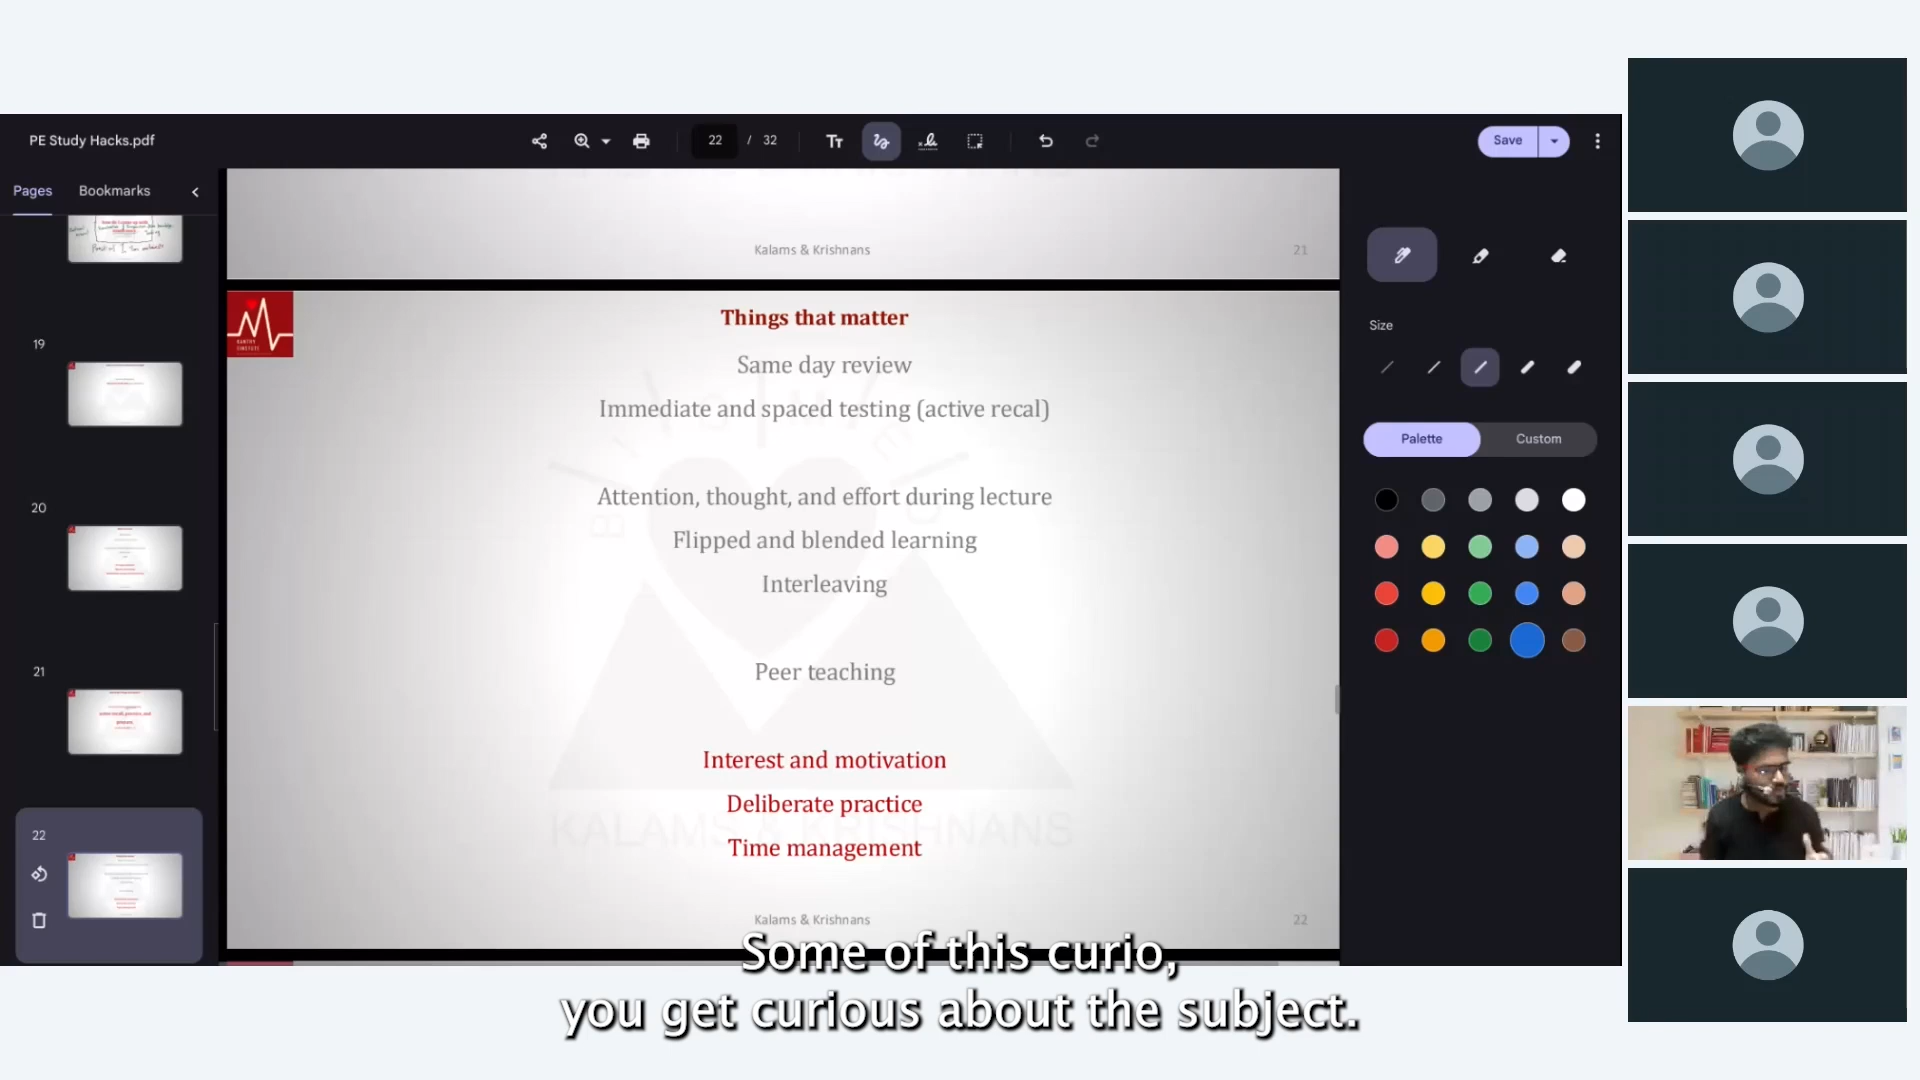 PE Study Hacks.pdf
22 / 32
Save
Pages Bookmarks
19
20
21
22
Kalams & Krishnans 21
Things that matter
Same day review
Immediate and spaced testing (active recal)
Attention, thought, and effort during lecture
Flipped and blended learning
Interleaving
Peer teaching
Interest and motivation
Deliberate practice
Time management
KALAMS & KRISHNANS
Kalams & Krishnans 22
Size
Palette Custom
Some of this curio,
you get curious about the subject.